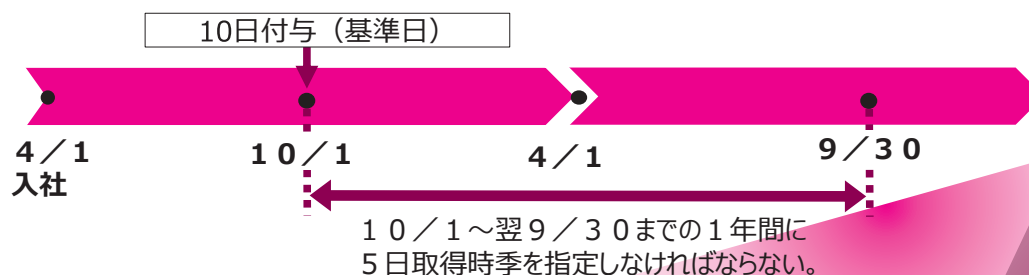 10日付与（基準日）
４／１
入社
１０／１
４／１
９／３０
１０／１～翌９／３０までの１年間に
５日取得時季を指定しなければならない。